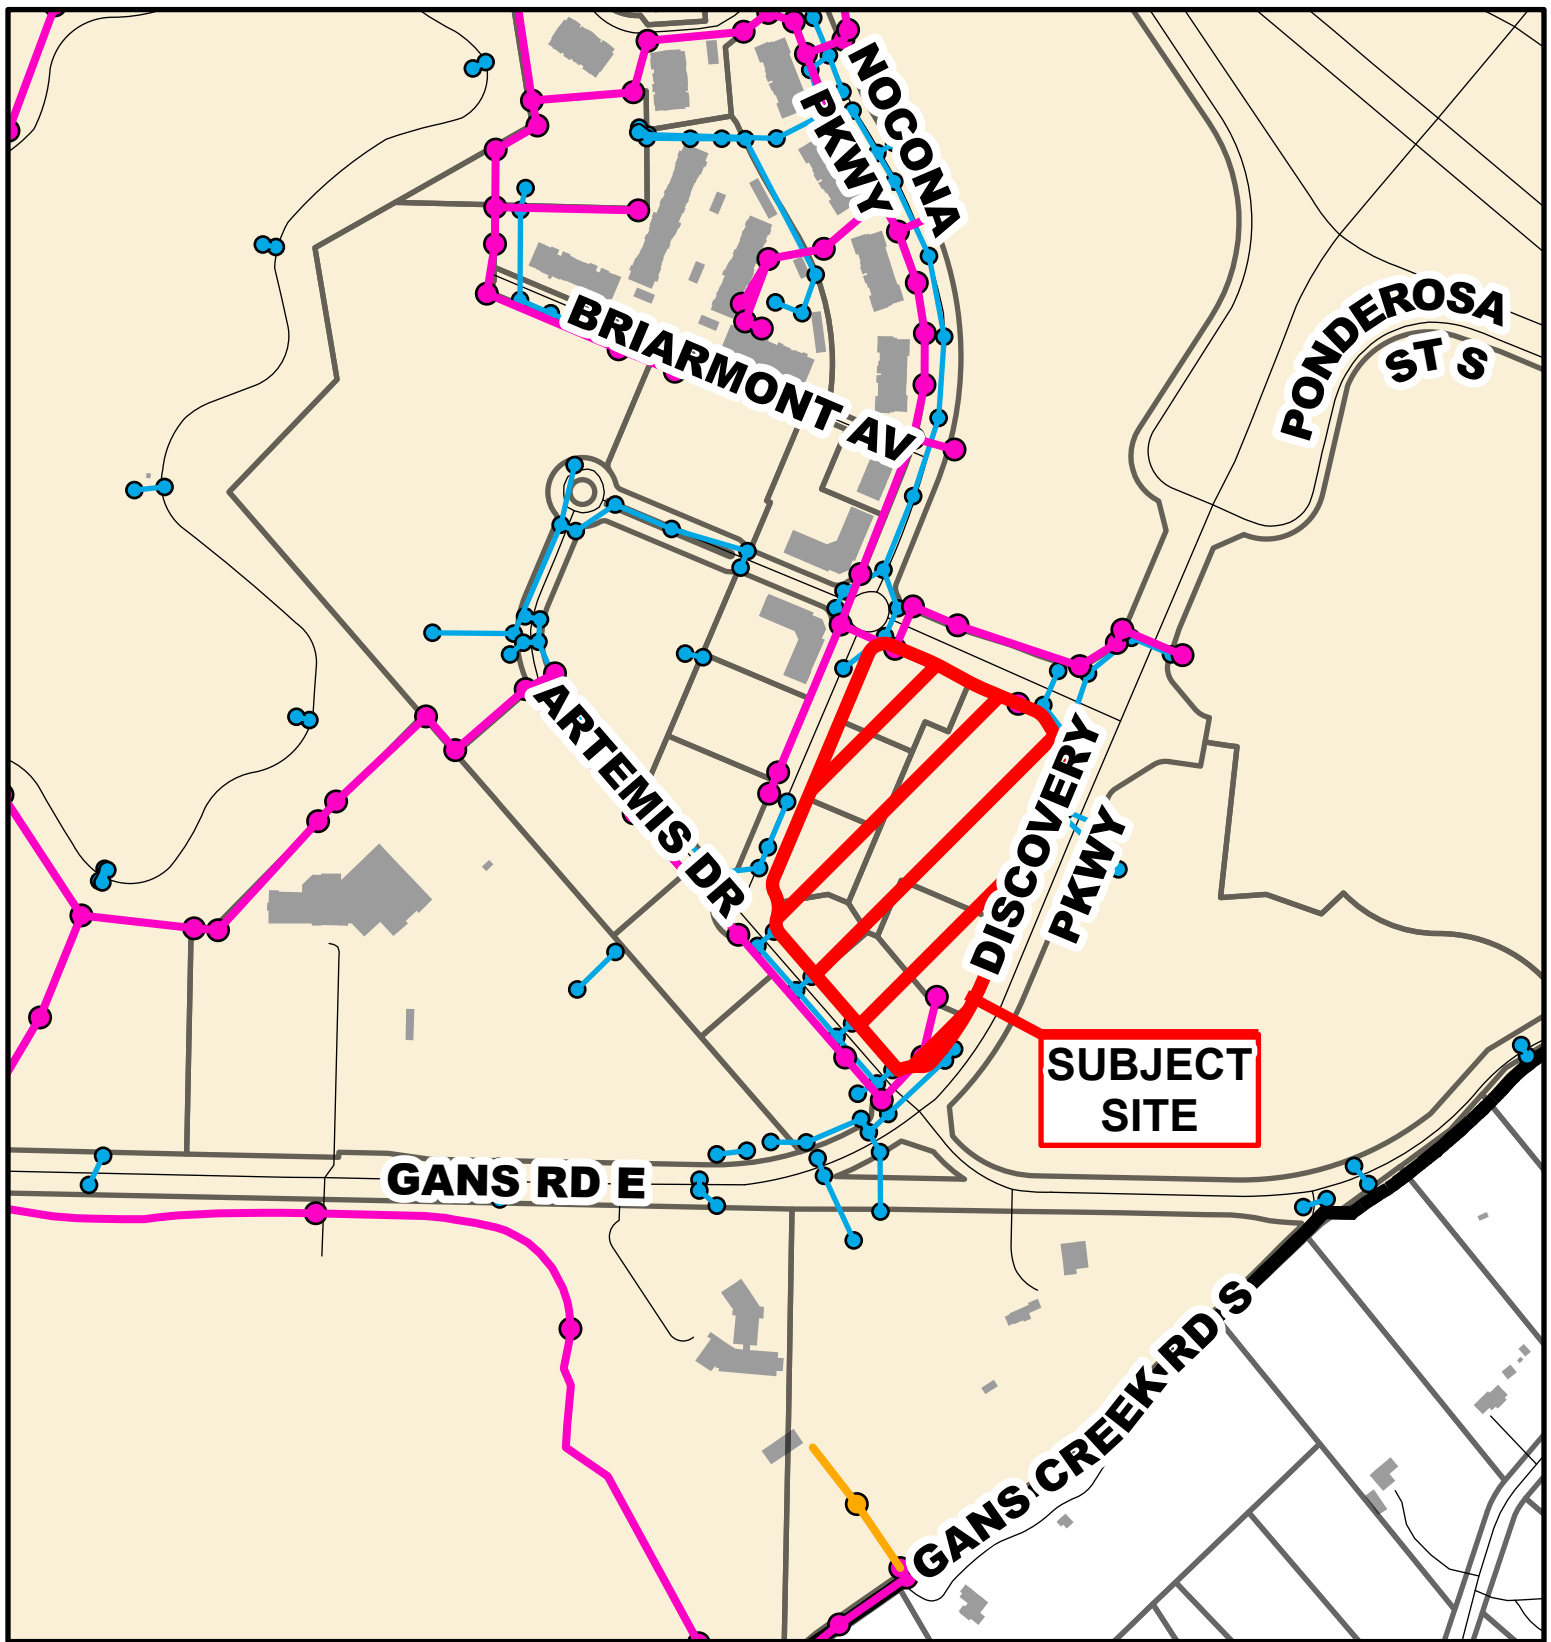 NOCONA
PKWY
PONDEROSA
ST S
BRIARMONT AV
ARTEMIS DR
DISCOVERY
PKWY
SUBJECT
SITE
GANS RD E
GANS CREEK RD S